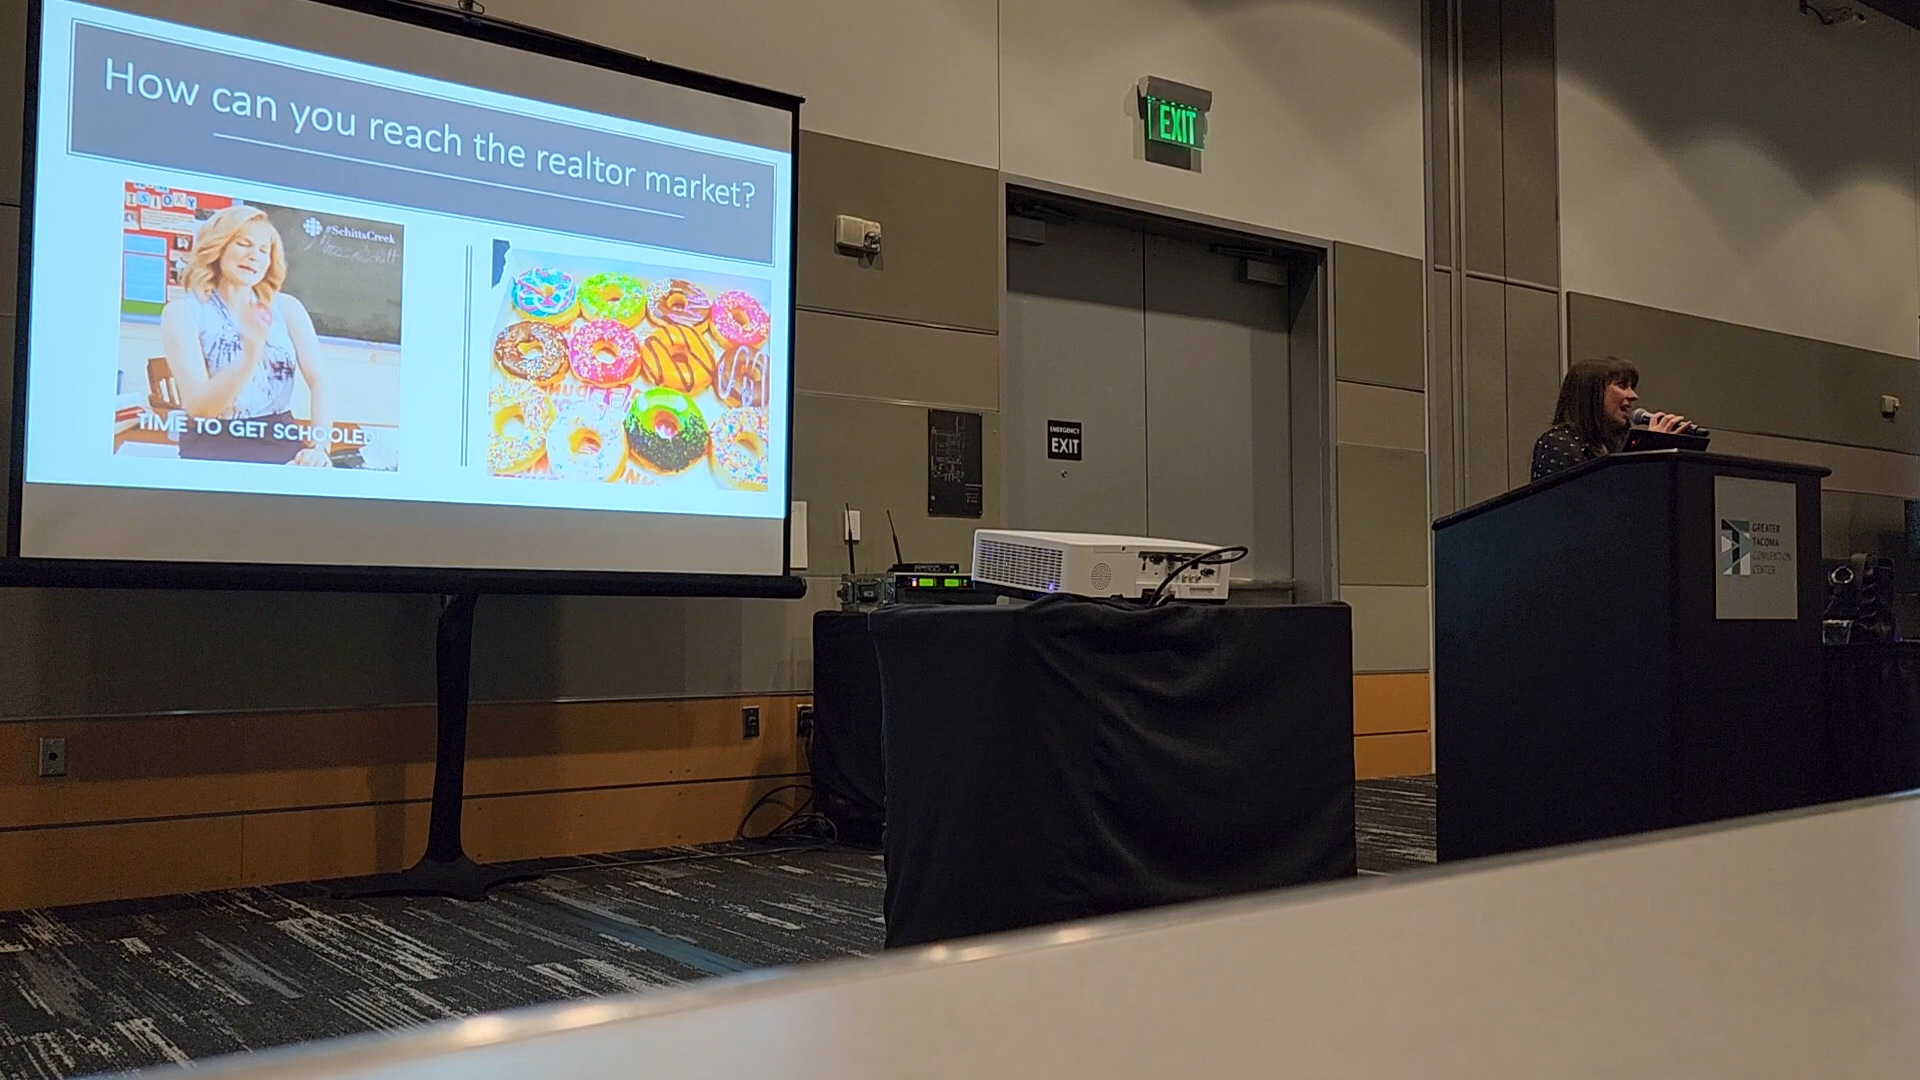 How can you reach the realtor market?
#SchittsCreek
TIME TO GET SCHOOLED
EXIT
EMERGENCY
EXIT
GREATER
TACOMA
CONVENTION
CENTER